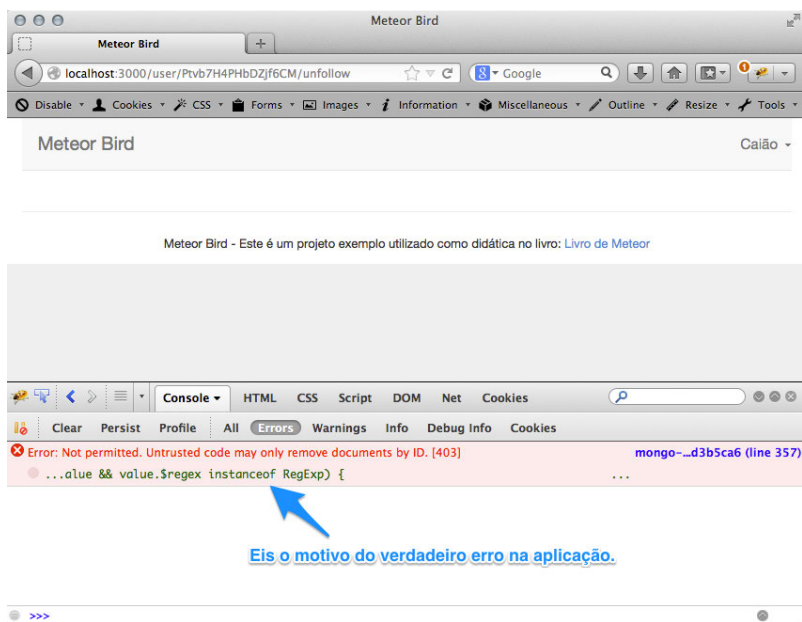 Meteor Bird
Meteor Bird
localhost:3000/user/Ptvb7H4PHbDZjf6CM/unfollow
8 Google
Disable Cookies CSS Forms Images Information Miscellaneous Outline Resize Tools
Meteor Bird Caião
Meteor Bird - Este é um projeto exemplo utilizado como didática no livro: Livro de Meteor
Console HTML CSS Script DOM Net Cookies
Clear Persist Profile All Errors Warnings Info Debug Info Cookies
Error: Not permitted. Untrusted code may only remove documents by ID. [403] mongo-...d3b5ca6 (line 357)
...alue && value.$regex instanceof RegExp) { ...
Eis o motivo do verdadeiro erro na aplicação.
>>>